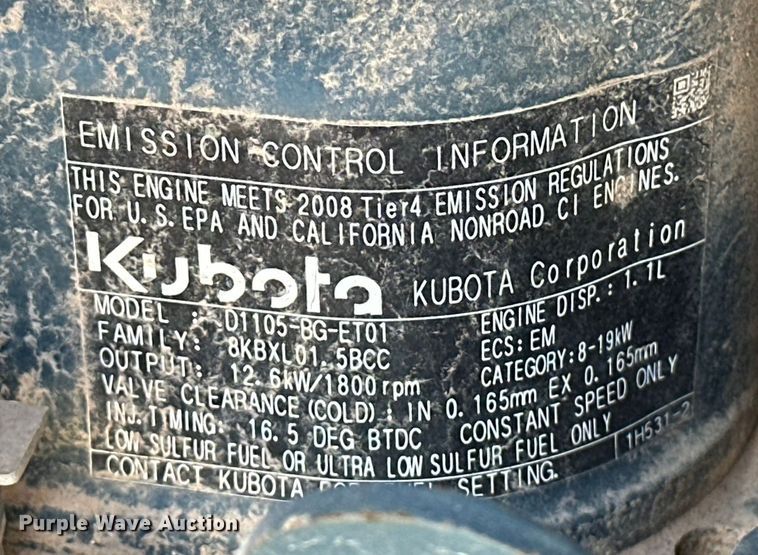 EMISSION CONTROL INFORMATION
THIS ENGINE MEETS 2008 Tier4 EMISSION REGULATIONS
FOR U.S.EPA AND CALIFORNIA NONROAD CI ENGINES.
Kubota KUBOTA Corporation
MODEL : D1105-BG-ET01 ENGINE DISP.: 1.1L
FAMILY: 8KBXL01.5BCC ECS: EM
OUTPUT: 12.6kW/1800rpm CATEGORY:8-19kW
VALVE CLEARANCE (COLD): IN 0.165mm EX 0.165mm
INJ.TIMING: 16.5 DEG BTDC CONSTANT SPEED ONLY
LOW SULFUR FUEL OR ULTRA LOW SULFUR FUEL ONLY
CONTACT KUBOTA SETTING.
1H531-2
Purple Wave Auction